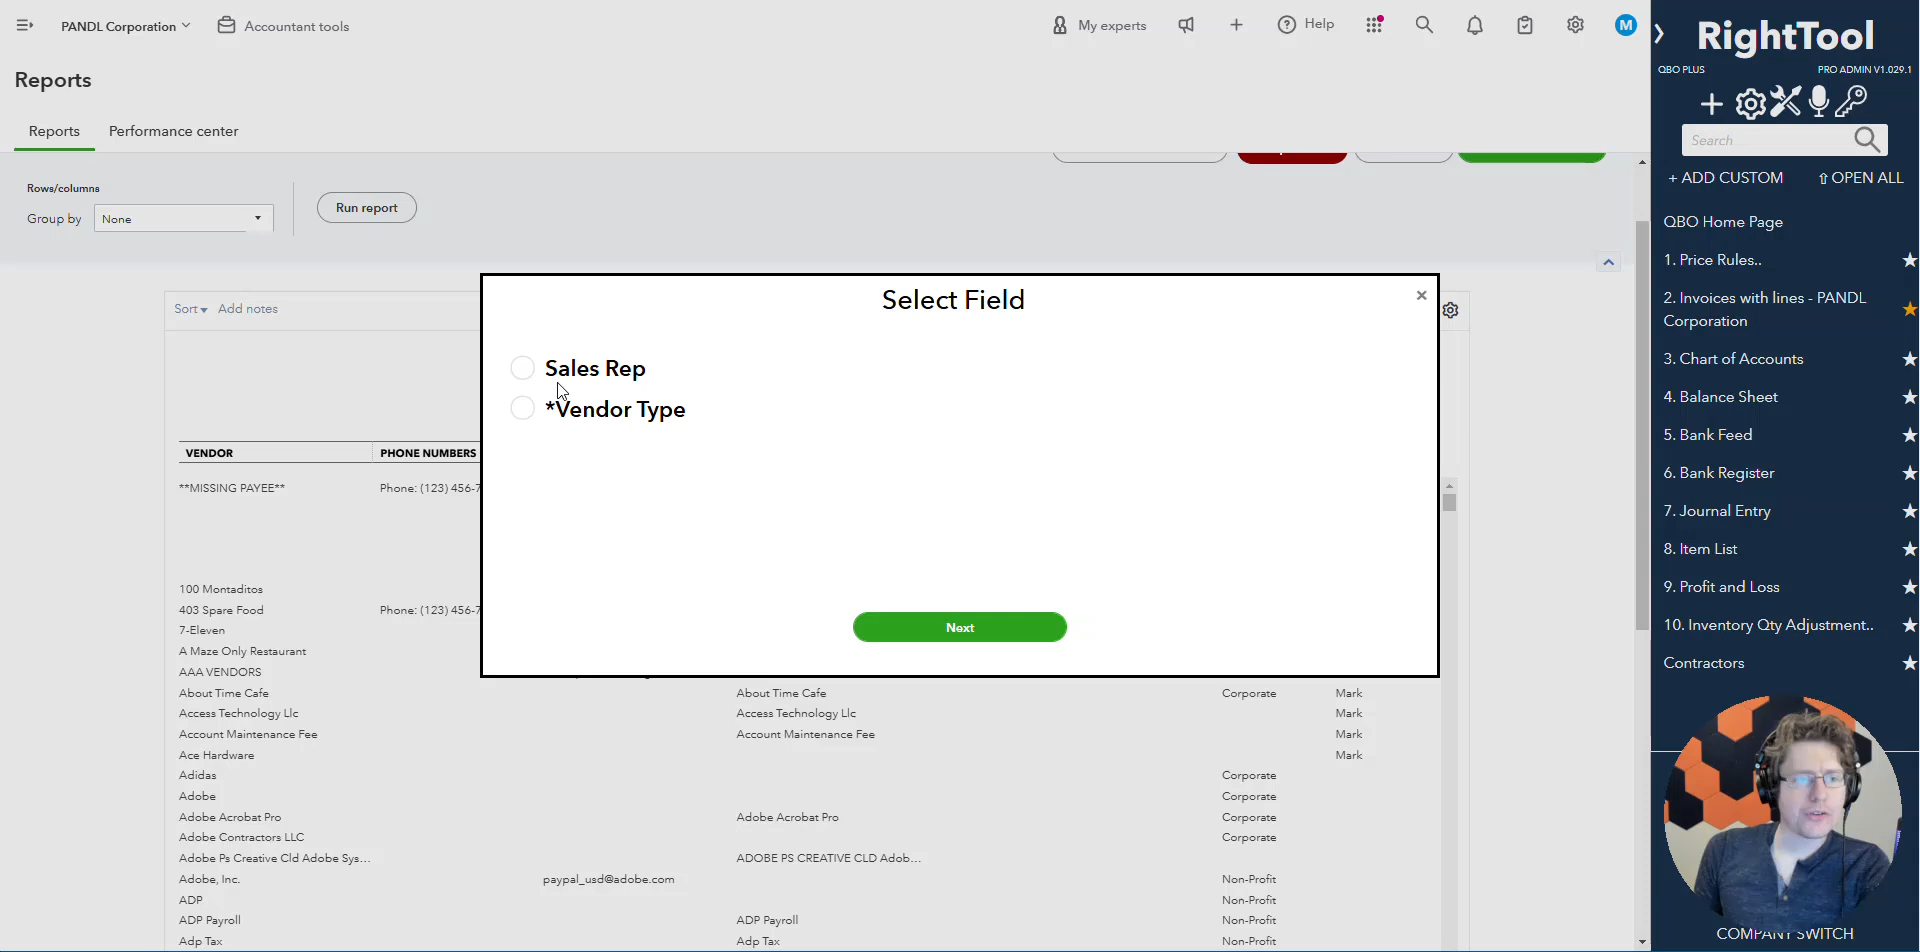 PANDL Corporation
Accountant tools
My experts
Help
M
Reports
Reports
Performance center
Rows/columns
Group by
None
Run report
Sort
Add notes
VENDOR
PHONE NUMBERS
**MISSING PAYEE**
Phone: (123) 456-7
100 Montaditos
403 Spare Food
Phone: (123) 456-7
7-Eleven
A Maze Only Restaurant
AAA VENDORS
About Time Cafe
About Time Cafe
Corporate
Mark
Access Technology Llc
Access Technology Llc
Mark
Account Maintenance Fee
Account Maintenance Fee
Mark
Ace Hardware
Mark
Adidas
Corporate
Adobe
Corporate
Adobe Acrobat Pro
Adobe Acrobat Pro
Corporate
Adobe Contractors LLC
Corporate
Adobe Ps Creative Cld Adobe Sys...
ADOBE PS CREATIVE CLD Adob...
Adobe, Inc.
paypal_usd@adobe.com
Non-Profit
ADP
Non-Profit
ADP Payroll
ADP Payroll
Non-Profit
Adp Tax
Adp Tax
Non-Profit
Select Field
×
Sales Rep
*Vendor Type
Next
RightTool
QBO PLUS
PRO ADMIN V1.029.1
Search
+ ADD CUSTOM
⇧ OPEN ALL
QBO Home Page
1. Price Rules..
2. Invoices with lines - PANDL
Corporation
3. Chart of Accounts
4. Balance Sheet
5. Bank Feed
6. Bank Register
7. Journal Entry
8. Item List
9. Profit and Loss
10. Inventory Qty Adjustment..
Contractors
COMPANY SWITCH